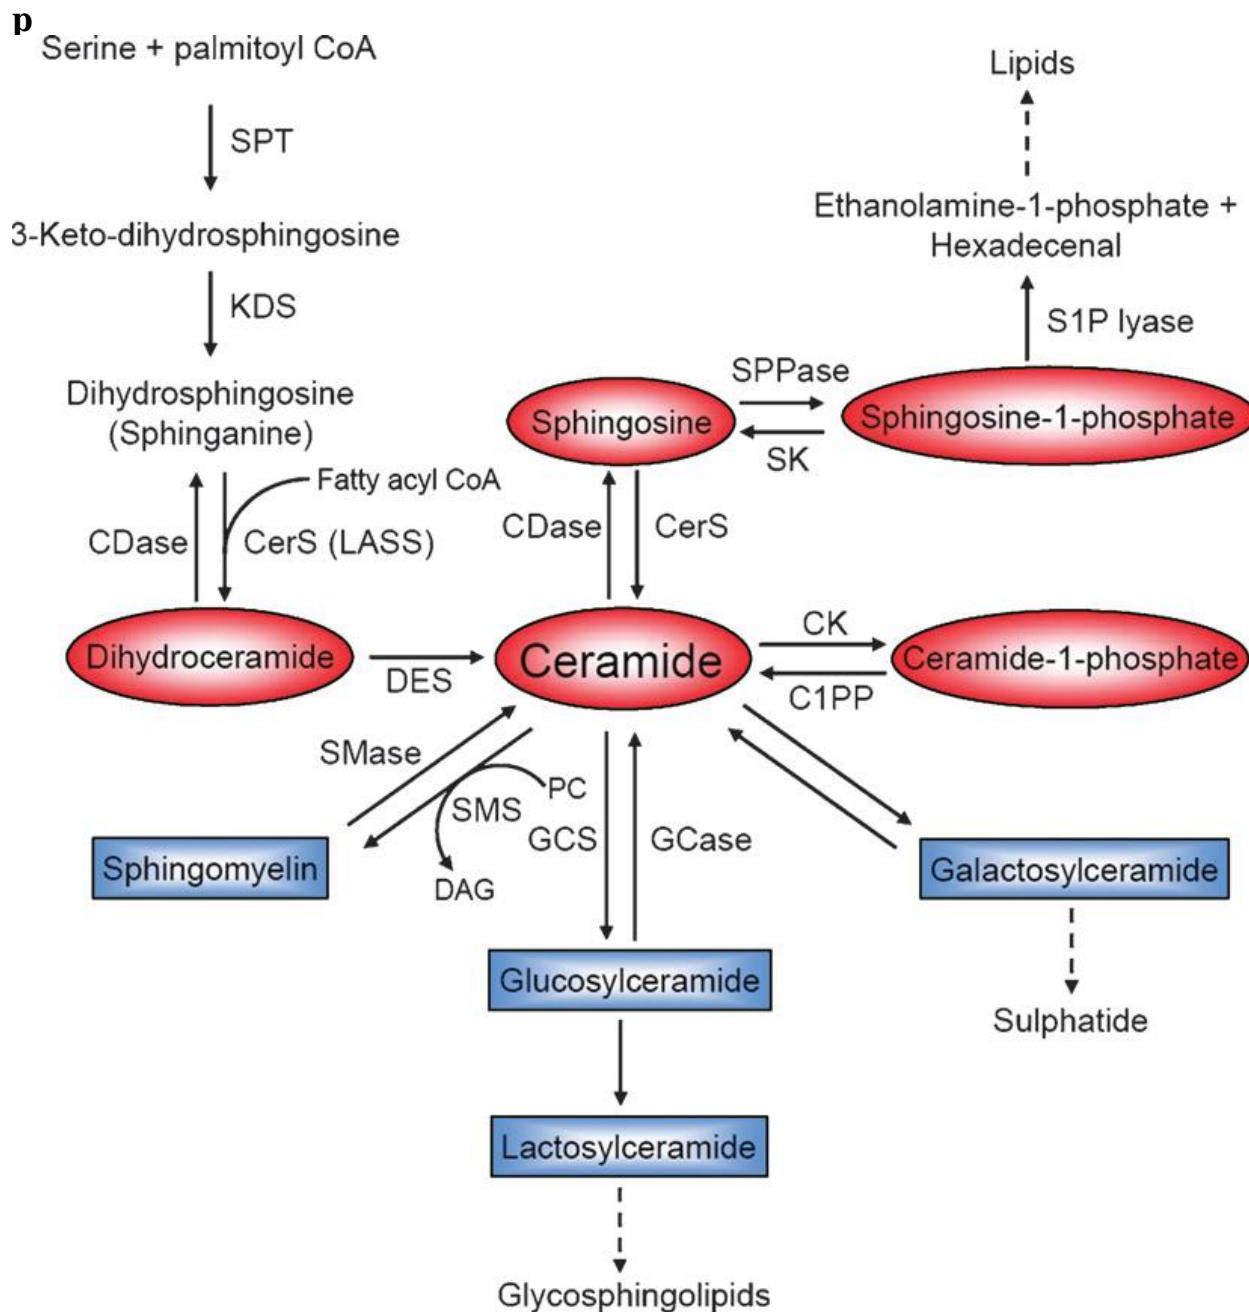 p
Serine + palmitoyl CoA
SPT
3-Keto-dihydrosphingosine
KDS
Dihydrosphingosine
(Sphinganine)
Fatty acyl CoA
CDase
CerS (LASS)
Dihydroceramide
DES
Lipids
Ethanolamine-1-phosphate +
Hexadecenal
S1P lyase
SPPase
Sphingosine
Sphingosine-1-phosphate
SK
CDase
CerS
Ceramide
CK
Ceramide-1-phosphate
C1PP
SMase
PC
SMS
DAG
GCS
GCase
Sphingomyelin
Galactosylceramide
Glucosylceramide
Sulphatide
Lactosylceramide
Glycosphingolipids